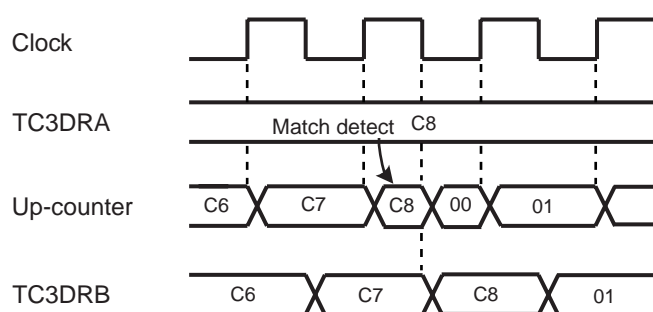 Clock
TC3DRA
Match detect C8
Up-counter C6 C7 C8 00 01
TC3DRB C6 C7 C8 01